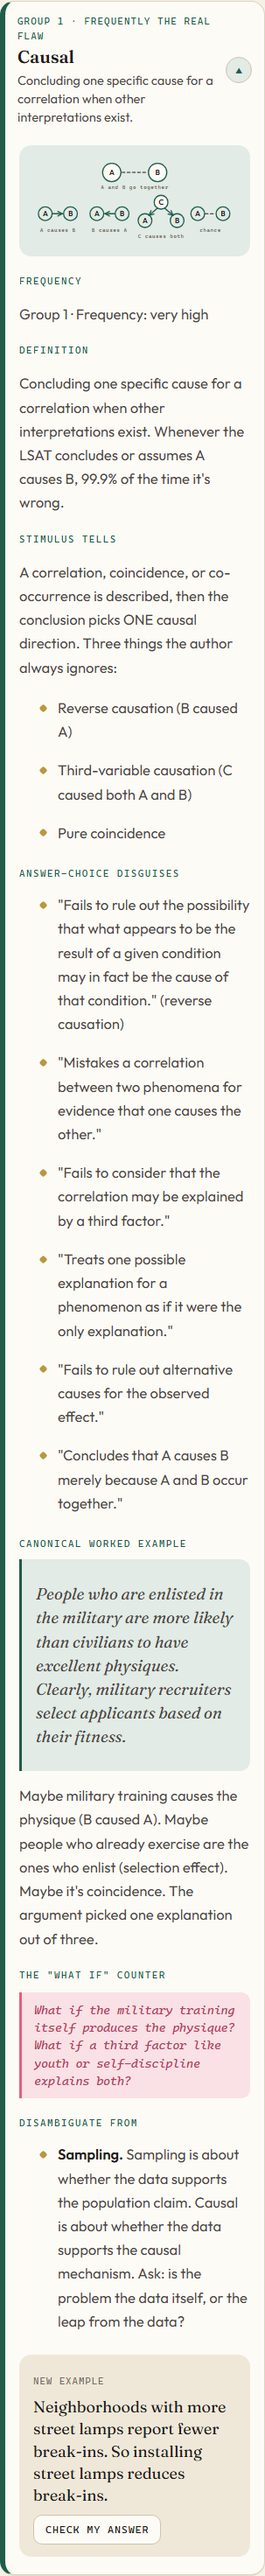 GROUP 1 · FREQUENTLY THE REAL
FLAW
Causal
Concluding one specific cause for a
correlation when other
interpretations exist.
▲
A B
A and B go together
A B
A causes B
A B
B causes A
C
A B
C causes both
A B
chance
FREQUENCY
Group 1 · Frequency: very high
DEFINITION
Concluding one specific cause for a
correlation when other
interpretations exist. Whenever the
LSAT concludes or assumes A
causes B, 99.9% of the time it's
wrong.
STIMULUS TELLS
A correlation, coincidence, or co-
occurrence is described, then the
conclusion picks ONE causal
direction. Three things the author
always ignores:
Reverse causation (B caused
A)
Third-variable causation (C
caused both A and B)
Pure coincidence
ANSWER-CHOICE DISGUISES
"Fails to rule out the possibility
that what appears to be the
result of a given condition
may in fact be the cause of
that condition." (reverse
causation)
"Mistakes a correlation
between two phenomena for
evidence that one causes the
other."
"Fails to consider that the
correlation may be explained
by a third factor."
"Treats one possible
explanation for a
phenomenon as if it were the
only explanation."
"Fails to rule out alternative
causes for the observed
effect."
"Concludes that A causes B
merely because A and B occur
together."
CANONICAL WORKED EXAMPLE
People who are enlisted in
the military are more likely
than civilians to have
excellent physiques.
Clearly, military recruiters
select applicants based on
their fitness.
Maybe military training causes the
physique (B caused A). Maybe
people who already exercise are the
ones who enlist (selection effect).
Maybe it's coincidence. The
argument picked one explanation
out of three.
THE "WHAT IF" COUNTER
What if the military training
itself produces the physique?
What if a third factor like
youth or self-discipline
explains both?
DISAMBIGUATE FROM
Sampling. Sampling is about
whether the data supports
the population claim. Causal
is about whether the data
supports the causal
mechanism. Ask: is the
problem the data itself, or the
leap from the data?
NEW EXAMPLE
Neighborhoods with more
street lamps report fewer
break-ins. So installing
street lamps reduces
break-ins.
CHECK MY ANSWER